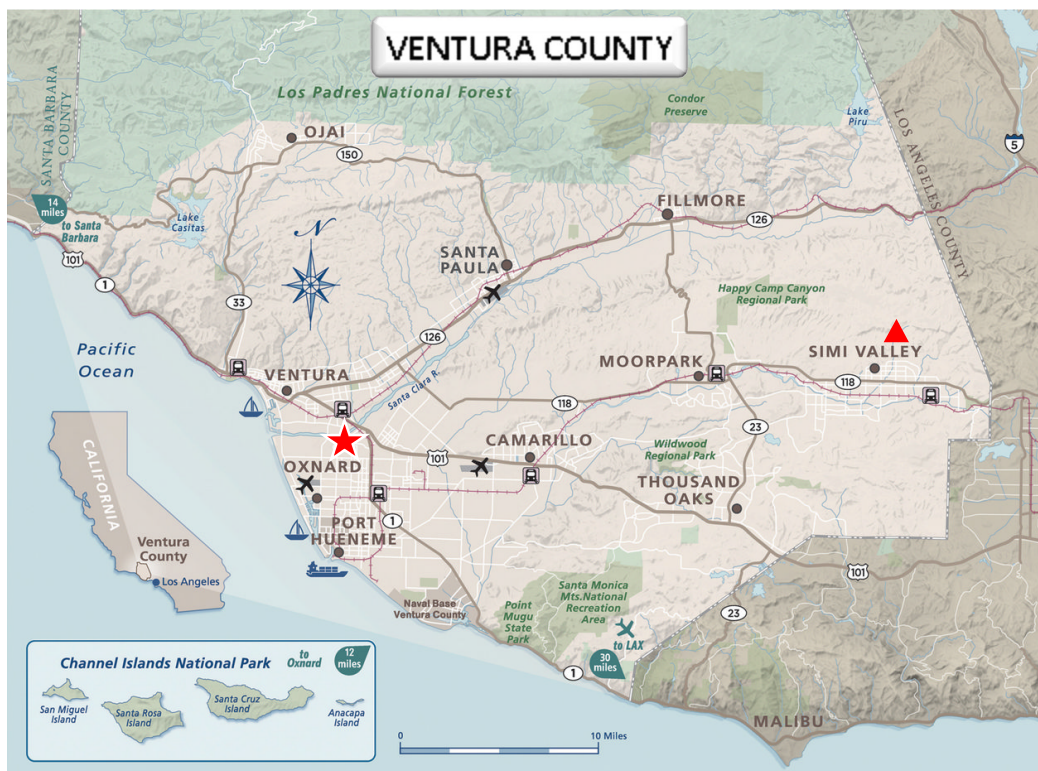 VENTURA COUNTY
Los Padres National Forest
Condor
Preserve
Lake
Piru
SANTA BARBARA
COUNTY
LOS ANGELES COUNTY
5
OJAI
150
14
miles
to Santa
Barbara
Lake
Casitas
FILLMORE
126
N
SANTA
PAULA
101
1
33
Happy Camp Canyon
Regional Park
126
Pacific
Ocean
MOORPARK
SIMI VALLEY
VENTURA
Santa Clara R.
118
118
23
CAMARILLO
Wildwood
Regional Park
101
OXNARD
THOUSAND
OAKS
CALIFORNIA
PORT
HUENEME
1
Ventura
County
Los Angeles
101
Santa Monica
Mts.National
Recreation
Area
Naval Base
Ventura County
Point
Mugu
State
Park
23
to LAX
30
miles
1
Channel Islands National Park
to
Oxnard
12
miles
San Miguel
Island
Santa Rosa
Island
Santa Cruz
Island
Anacapa
Island
MALIBU
0
10 Miles